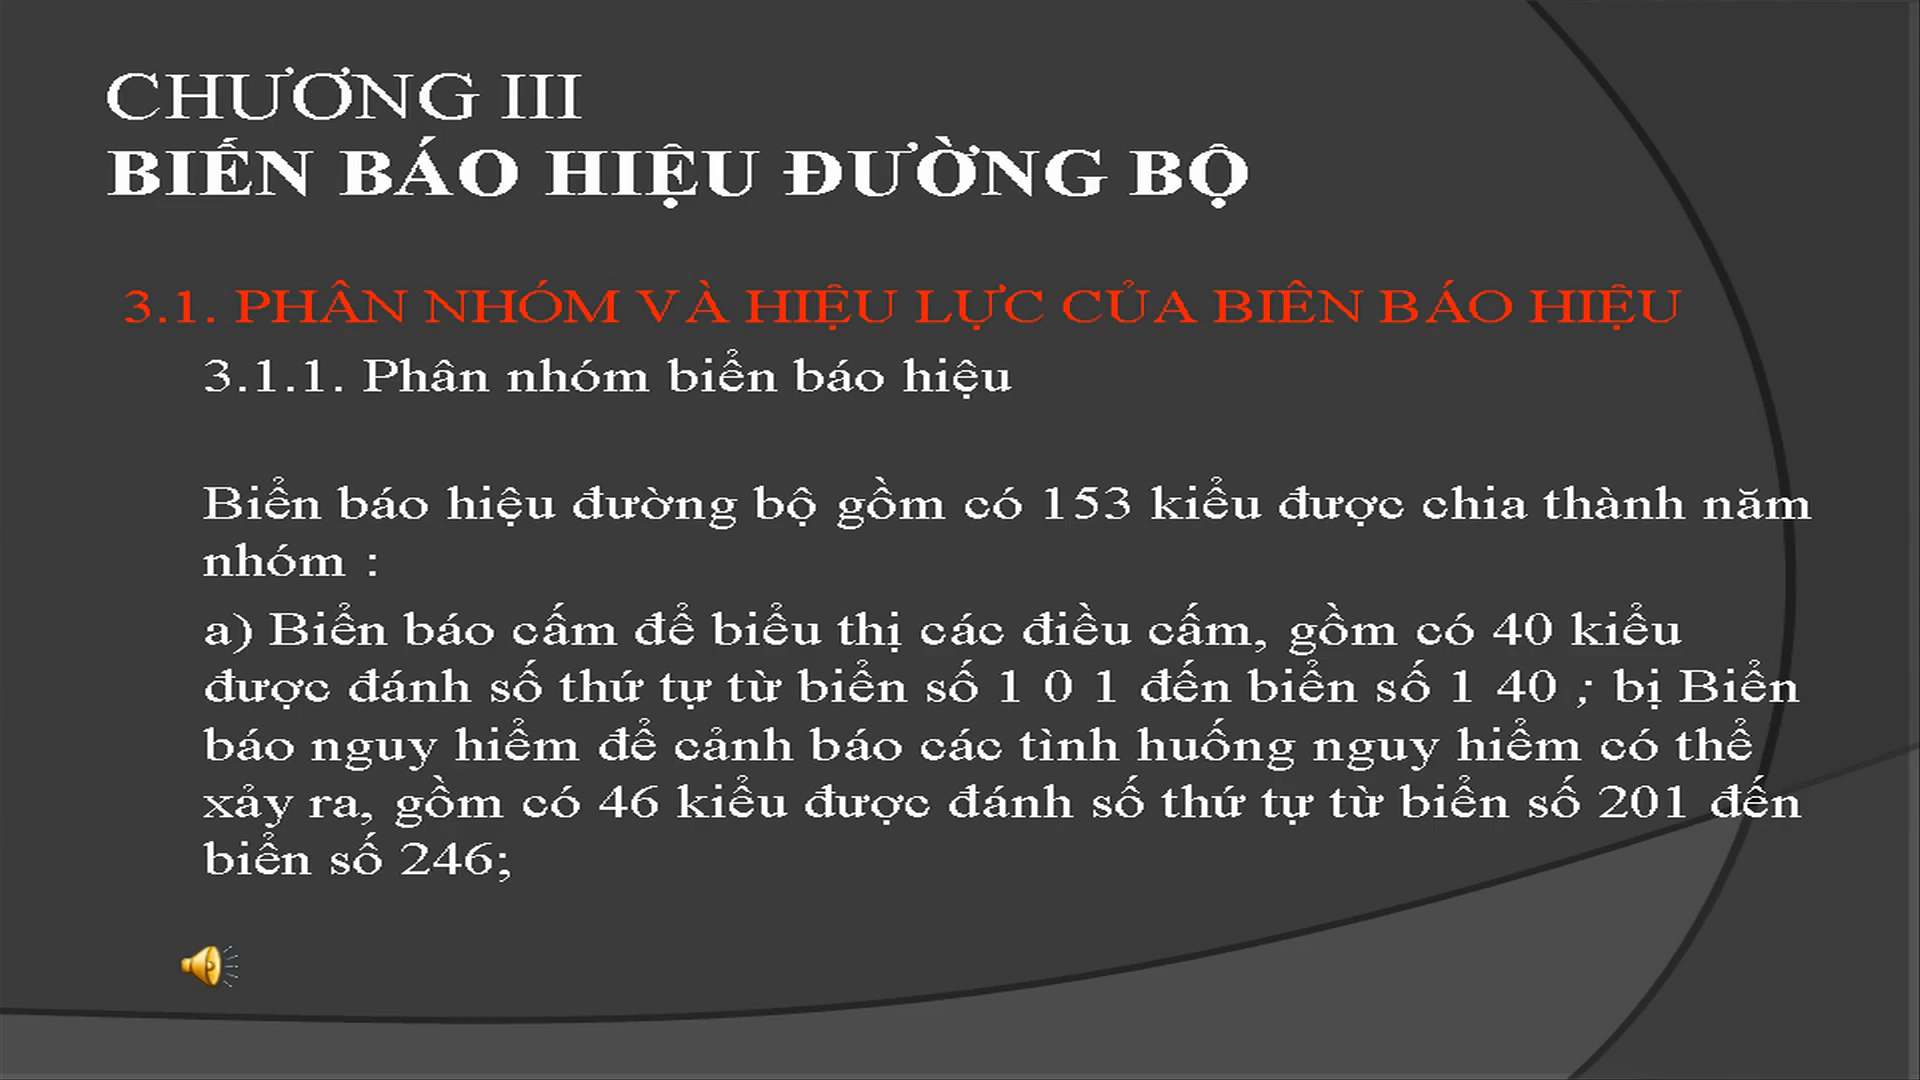 CHƯƠNG III
BIẾN BÁO HIỆU ĐƯỜNG BỘ
3.1. PHÂN NHÓM VÀ HIỆU LỰC CỦA BIÊN BÁO HIỆU
3.1.1. Phân nhóm biển báo hiệu
Biển báo hiệu đường bộ gồm có 153 kiểu được chia thành năm
nhóm :
a) Biển báo cấm để biểu thị các điều cấm, gồm có 40 kiểu
được đánh số thứ tự từ biển số 1 0 1 đến biển số 1 40 ; bị Biển
báo nguy hiểm để cảnh báo các tình huống nguy hiểm có thể
xảy ra, gồm có 46 kiểu được đánh số thứ tự từ biển số 201 đến
biển số 246;